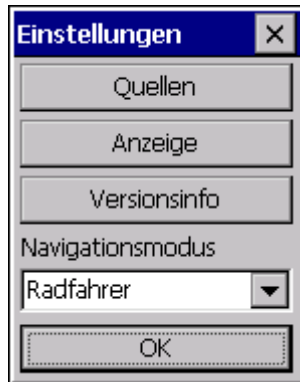 Einstellungen
Quellen
Anzeige
Versionsinfo
Navigationsmodus
Radfahrer
OK